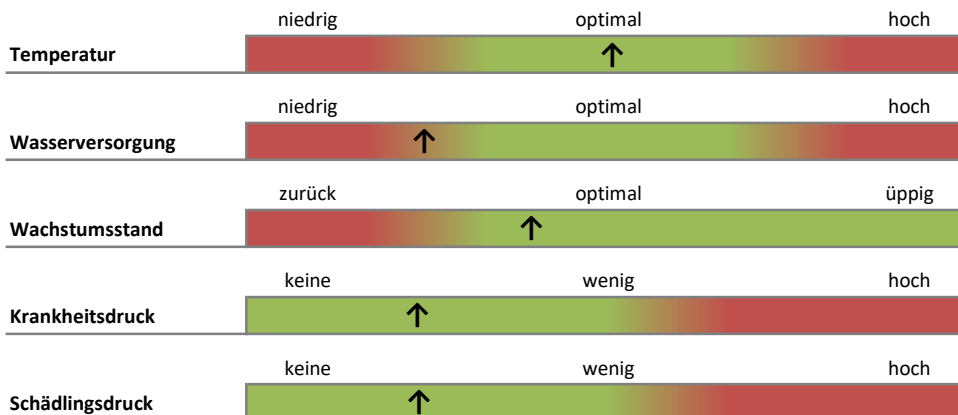 niedrig optimal hoch
Temperatur
niedrig optimal hoch
Wasserversorgung
zurück optimal üppig
Wachstumsstand
keine wenig hoch
Krankheitsdruck
keine wenig hoch
Schädlingsdruck